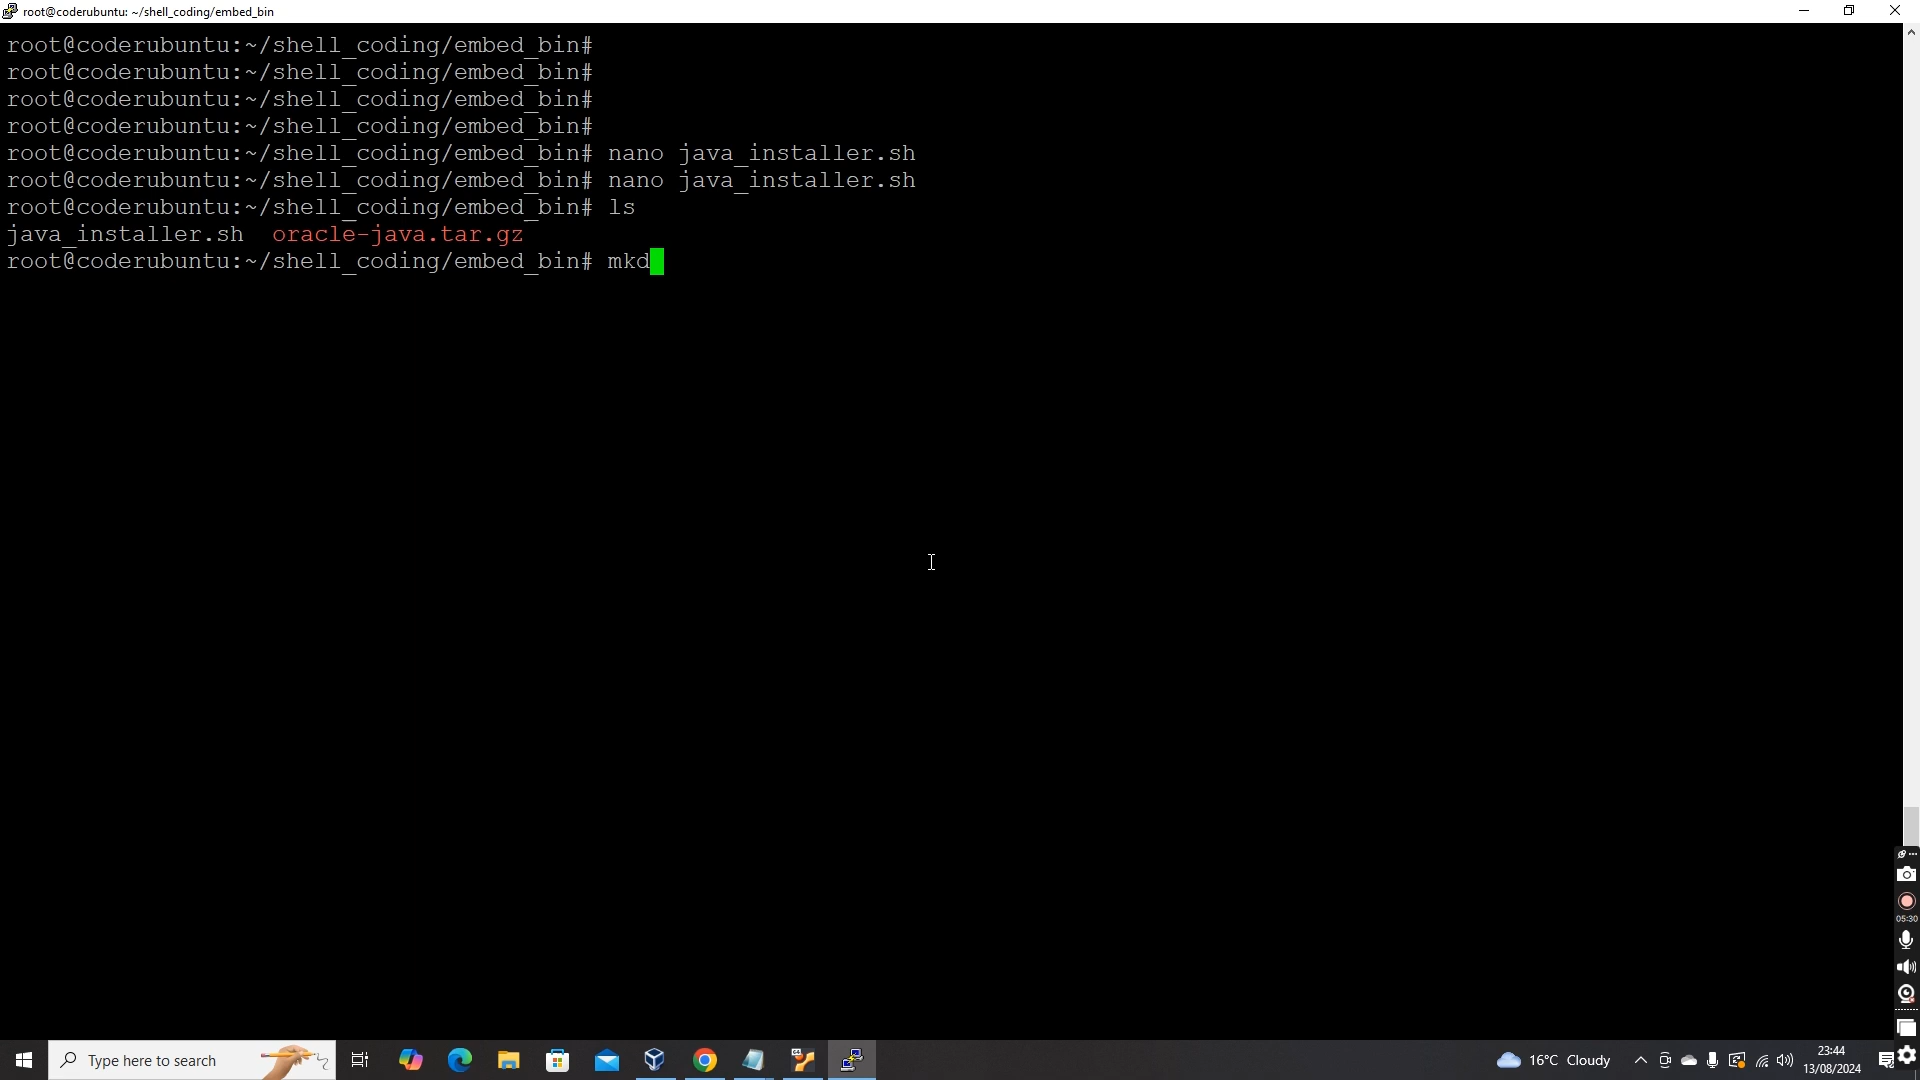 root@coderubuntu: ~/shell_coding/embed_bin
root@coderubuntu:~/shell_coding/embed_bin#
root@coderubuntu:~/shell_coding/embed_bin#
root@coderubuntu:~/shell_coding/embed_bin#
root@coderubuntu:~/shell_coding/embed_bin#
root@coderubuntu:~/shell_coding/embed_bin# nano java_installer.sh
root@coderubuntu:~/shell_coding/embed_bin# nano java_installer.sh
root@coderubuntu:~/shell_coding/embed_bin# ls
java_installer.sh  oracle-java.tar.gz
root@coderubuntu:~/shell_coding/embed_bin# mkd
05:30
Type here to search
16°C Cloudy
23:44
13/08/2024